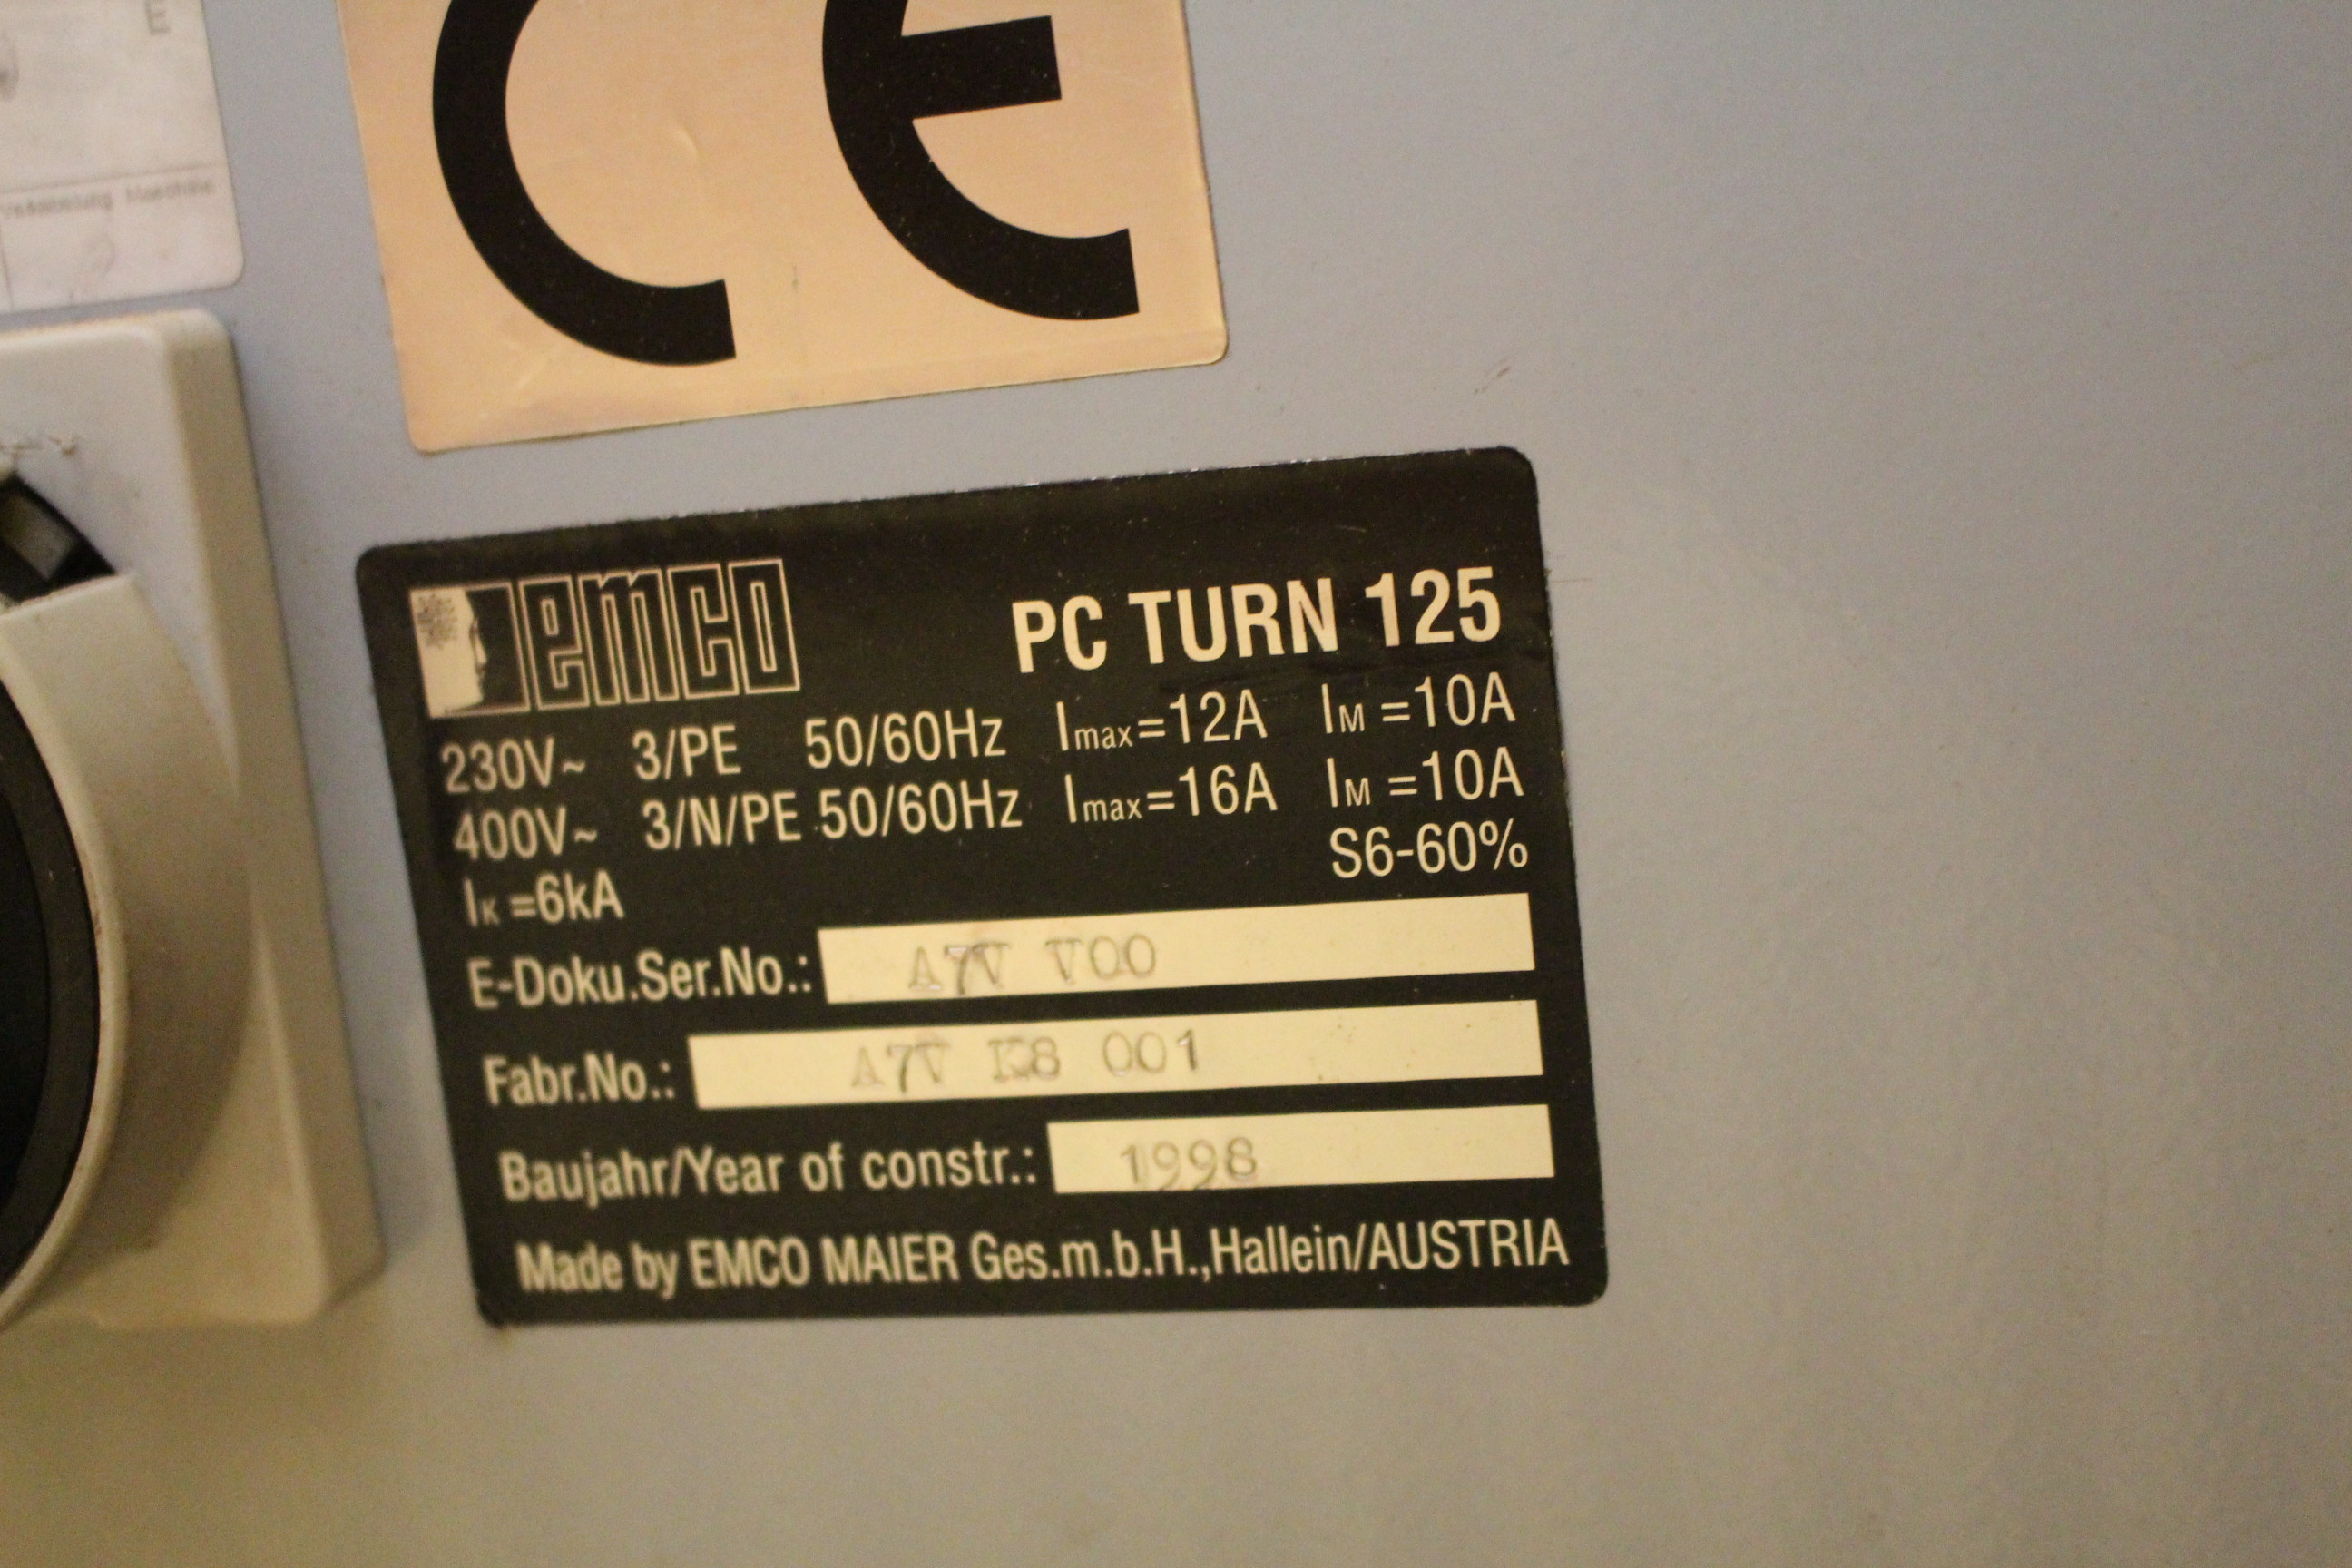 E
CE
emco
PC TURN 125
230V~ 3/PE 50/60Hz Imax=12A IM =10A
400V~ 3/N/PE 50/60Hz Imax=16A IM =10A
S6-60%
IK =6kA
E-Doku.Ser.No.: A7V V00
Fabr.No.: A7V K8 001
Baujahr/Year of constr.: 1998
Made by EMCO MAIER Ges.m.b.H.,Hallein/AUSTRIA